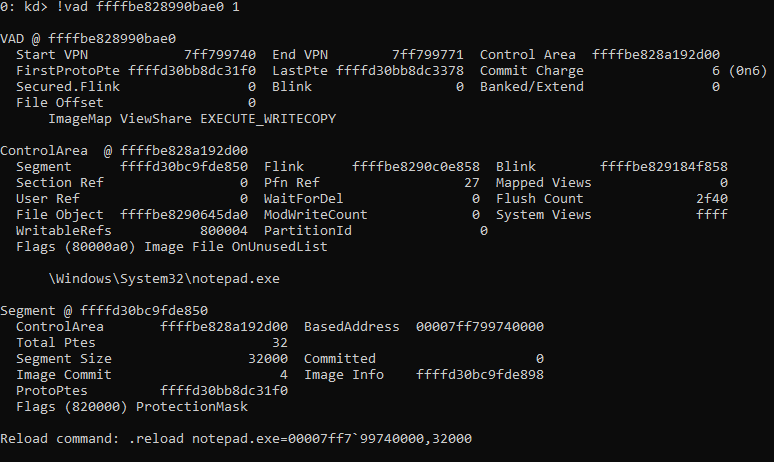 0: kd> !vad ffffbe828990bae0 1
VAD @ ffffbe828990bae0
Start VPN 7ff799740 End VPN 7ff799771 Control Area ffffbe828a192d00
FirstProtoPte ffffd30bb8dc31f0 LastPte ffffd30bb8dc3378 Commit Charge 6 (0n6)
Secured.Flink 0 Blink 0 Banked/Extend 0
File Offset 0
ImageMap ViewShare EXECUTE_WRITECOPY
ControlArea @ ffffbe828a192d00
Segment ffffd30bc9fde850 Flink ffffbe8290c0e858 Blink ffffbe829184f858
Section Ref 0 Pfn Ref 27 Mapped Views 0
User Ref 0 WaitForDel 0 Flush Count 2f40
File Object ffffbe8290645da0 ModWriteCount 0 System Views ffff
WritableRefs 800004 PartitionId 0
Flags (80000a0) Image File OnUnusedList
\Windows\System32\notepad.exe
Segment @ ffffd30bc9fde850
ControlArea ffffbe828a192d00 BasedAddress 00007ff799740000
Total Ptes 32
Segment Size 32000 Committed 0
Image Commit 4 Image Info ffffd30bc9fde898
ProtoPtes ffffd30bb8dc31f0
Flags (820000) ProtectionMask
Reload command: .reload notepad.exe=00007ff7`99740000,32000